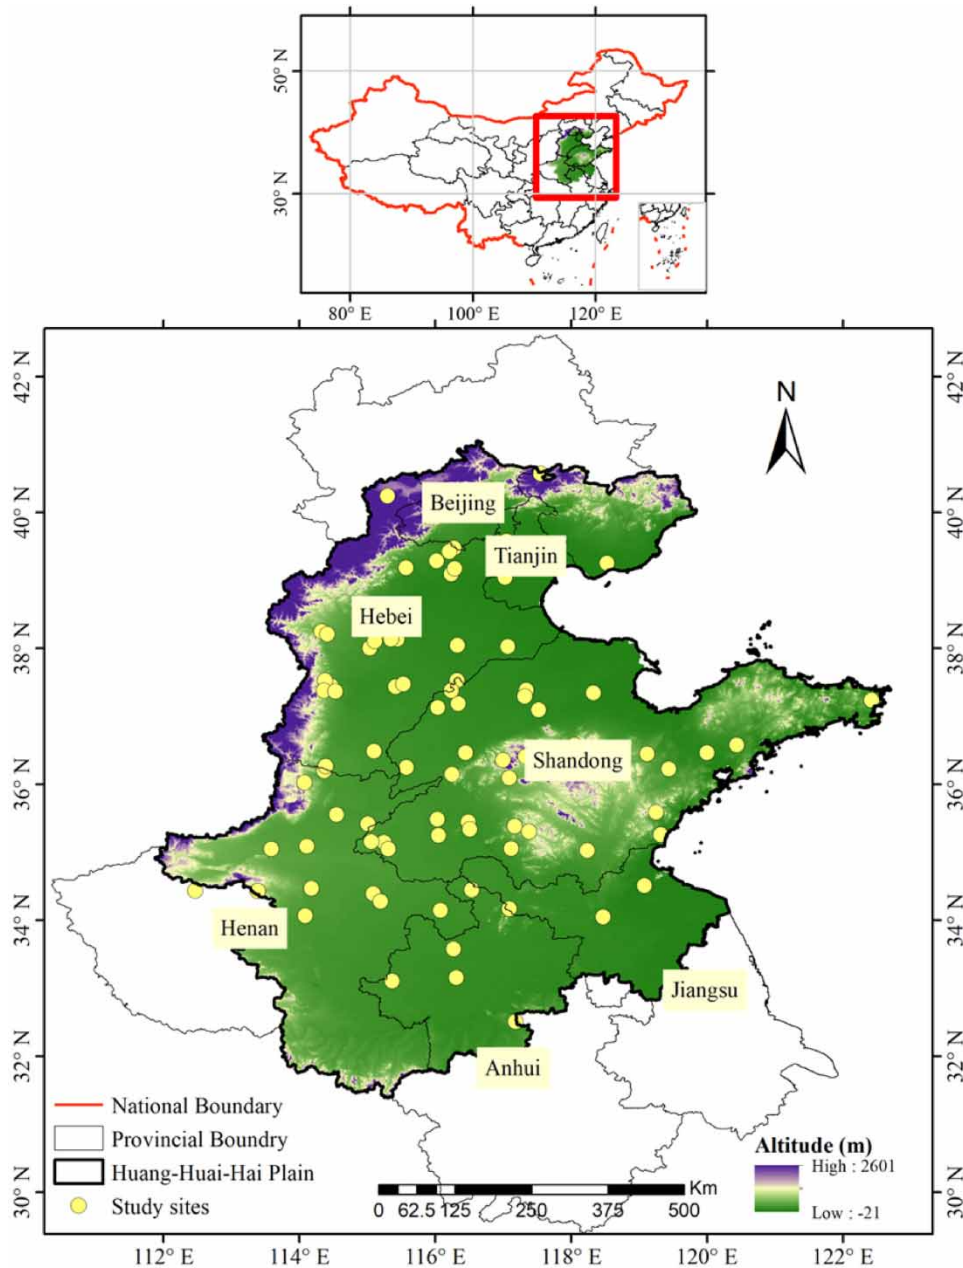 50° N
30° N
80° E 100° E 120° E
42° N 42° N
N
40° N 40° N
Beijing
Tianjin
Hebei
38° N 38° N
Shandong
36° N 36° N
34° N 34° N
Henan
Jiangsu
32° N 32° N
Anhui
National Boundary
Provincial Boundry
Huang-Huai-Hai Plain
Study sites
Altitude (m)
High : 2601
Low : -21
Km
0 62.5 125 250 375 500
30° N 30° N
112° E 114° E 116° E 118° E 120° E 122° E